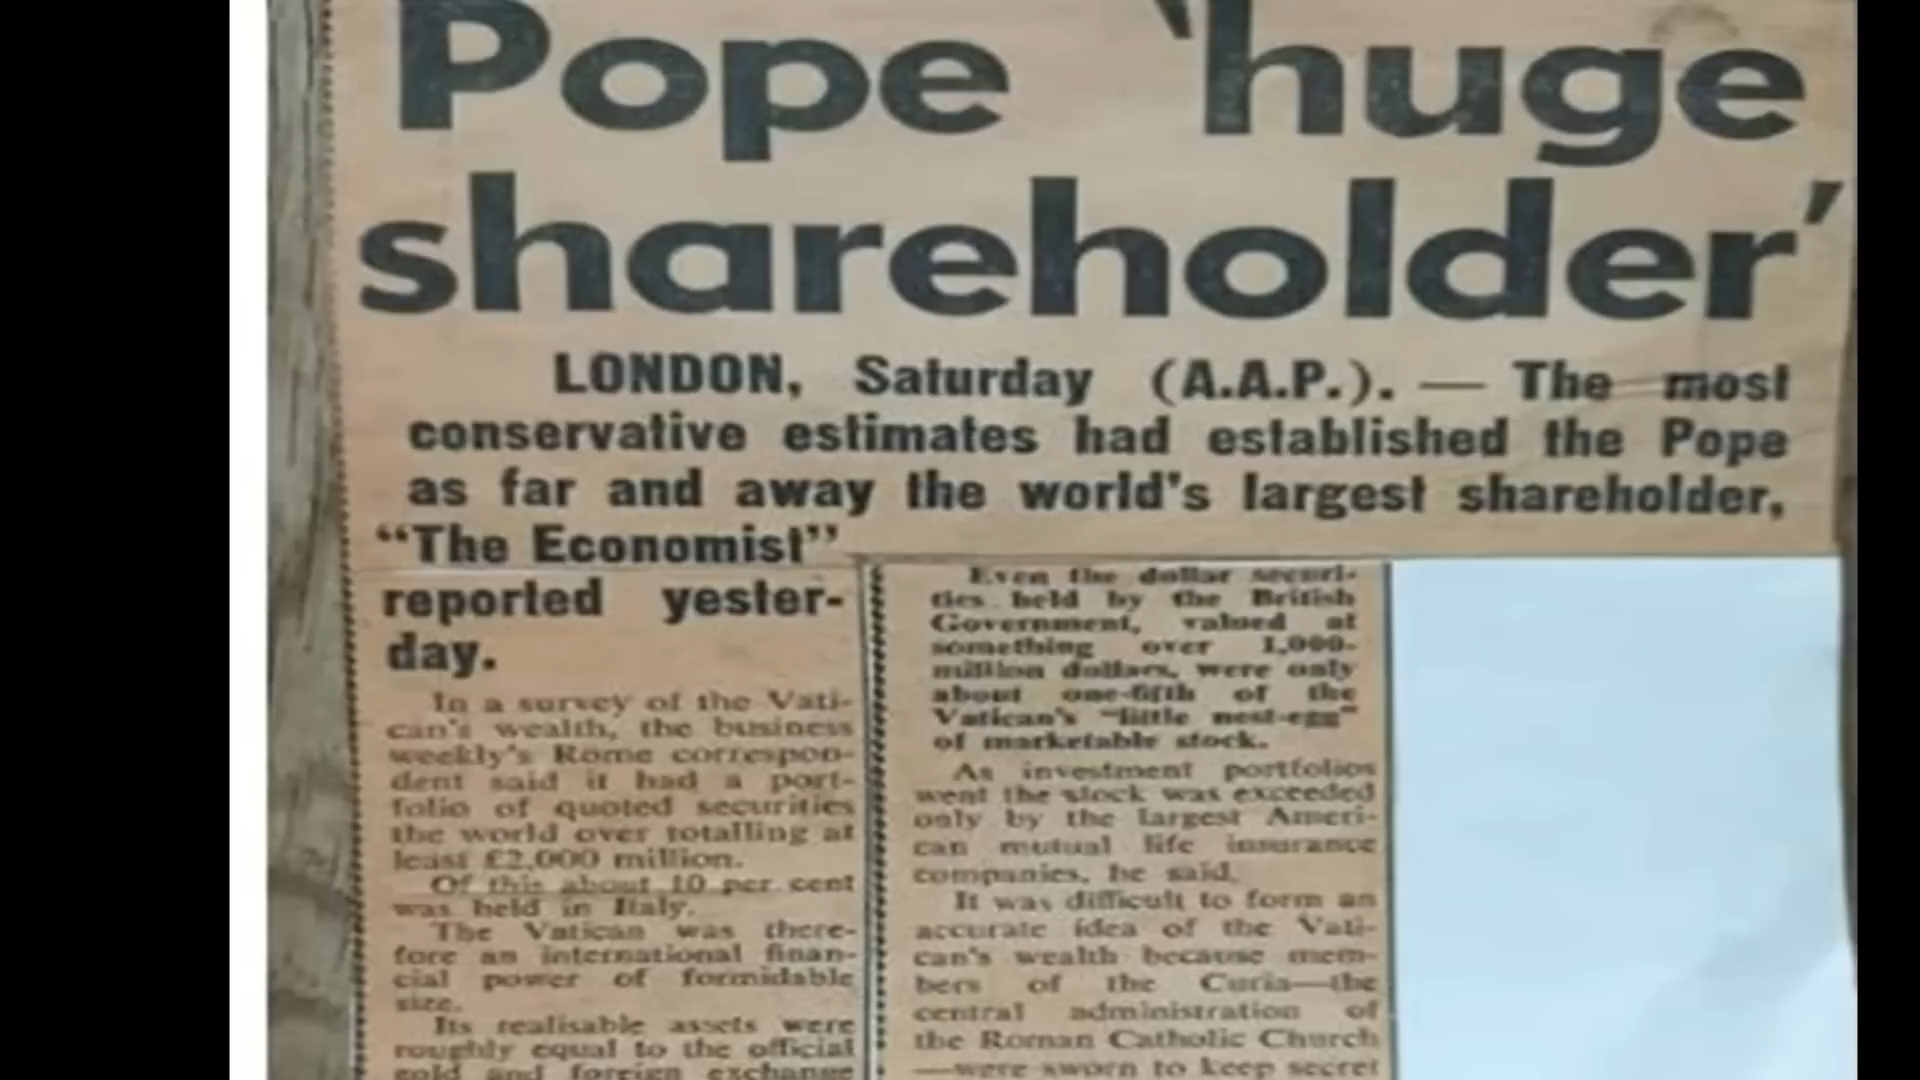 Pope 'huge
shareholder'
LONDON, Saturday (A.A.P.). — The most
conservative estimates had established the Pope
as far and away the world's largest shareholder,
“The Economist”
reported yester-
day.
In a survey of the Vati-
can's wealth, the business
weekly's Rome correspon-
dent said it had a port-
folio of quoted securities
the world over totalling at
least £2,000 million.
Of this about 10 per cent
was held in Italy.
The Vatican was there-
fore an international finan-
cial power of formidable
size.
Its realisable assets were
roughly equal to the official
gold and foreign exchange
Even the dollar securi-
ties held by the British
Government, valued at
something over 1,000-
million dollars, were only
about one-fifth of the
Vatican's “little nest-egg”
of marketable stock.
As investment portfolios
went the stock was exceeded
only by the largest Ameri-
can mutual life insurance
companies, he said.
It was difficult to form an
accurate idea of the Vati-
can's wealth because mem-
bers of the Curia—the
central administration of
the Roman Catholic Church
—were sworn to keep secret